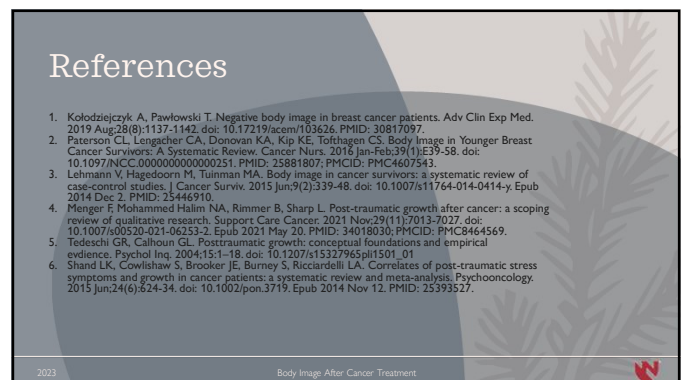 References
1. Kołodziejczyk A, Pawłowski T. Negative body image in breast cancer patients. Adv Clin Exp Med.
2019 Aug;28(8):1137-1142. doi: 10.17219/acem/103626. PMID: 30817097.
2. Paterson CL, Lengacher CA, Donovan KA, Kip KE, Tofthagen CS. Body Image in Younger Breast
Cancer Survivors: A Systematic Review. Cancer Nurs. 2016 Jan-Feb;39(1):E39-58. doi:
10.1097/NCC.0000000000000251. PMID: 25881807; PMCID: PMC4607543.
3. Lehmann V, Hagedoorn M, Tuinman MA. Body image in cancer survivors: a systematic review of
case-control studies. J Cancer Surviv. 2015 Jun;9(2):339-48. doi: 10.1007/s11764-014-0414-y. Epub
2014 Dec 2. PMID: 25446910.
4. Menger F, Mohammed Halim NA, Rimmer B, Sharp L. Post-traumatic growth after cancer: a scoping
review of qualitative research. Support Care Cancer. 2021 Nov;29(11):7013-7027. doi:
10.1007/s00520-021-06253-2. Epub 2021 May 20. PMID: 34018030; PMCID: PMC8464569.
5. Tedeschi GR, Calhoun GL. Posttraumatic growth: conceptual foundations and empirical
evdience. Psychol Inq. 2004;15:1–18. doi: 10.1207/s15327965pli1501_01
6. Shand LK, Cowlishaw S, Brooker JE, Burney S, Ricciardelli LA. Correlates of post-traumatic stress
symptoms and growth in cancer patients: a systematic review and meta-analysis. Psychooncology.
2015 Jun;24(6):624-34. doi: 10.1002/pon.3719. Epub 2014 Nov 12. PMID: 25393527.
2023
Body Image After Cancer Treatment
N